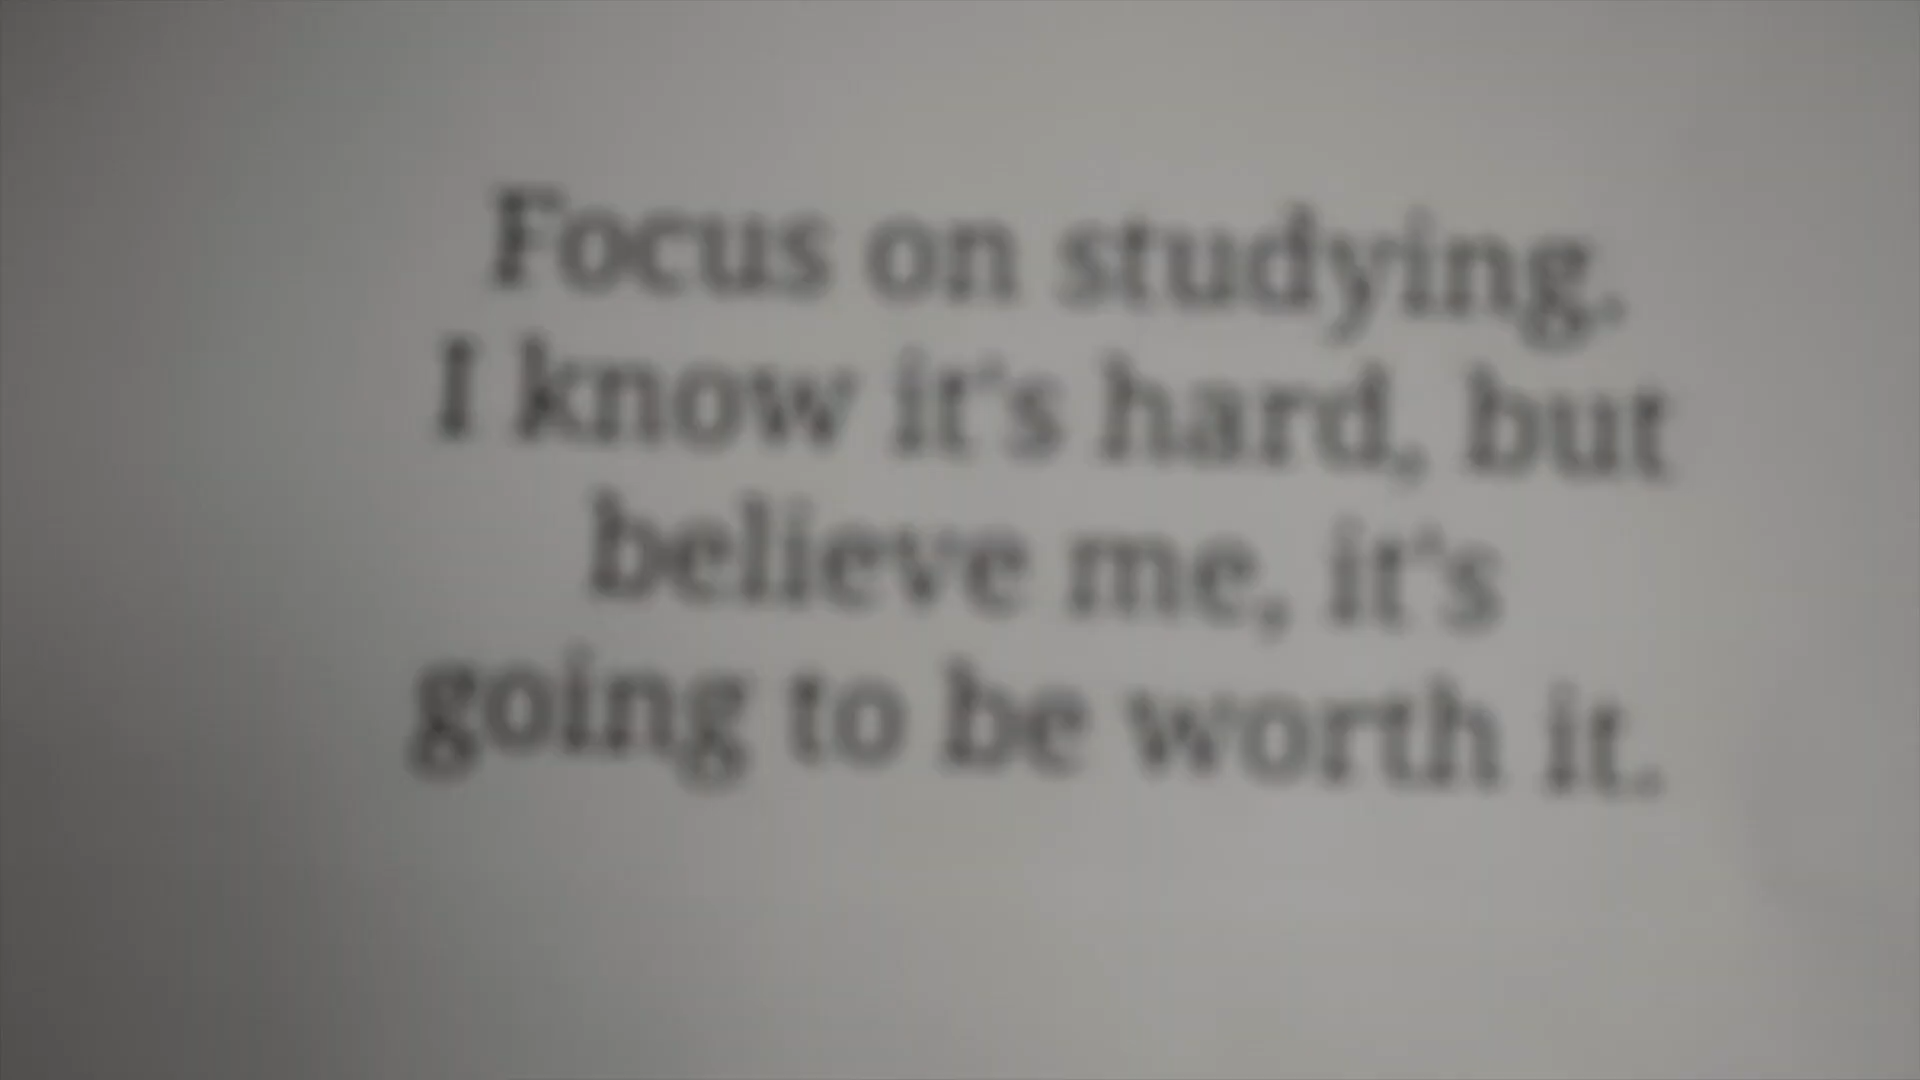 Focus on studying.
I know it's hard, but
believe me, it's
going to be worth it.